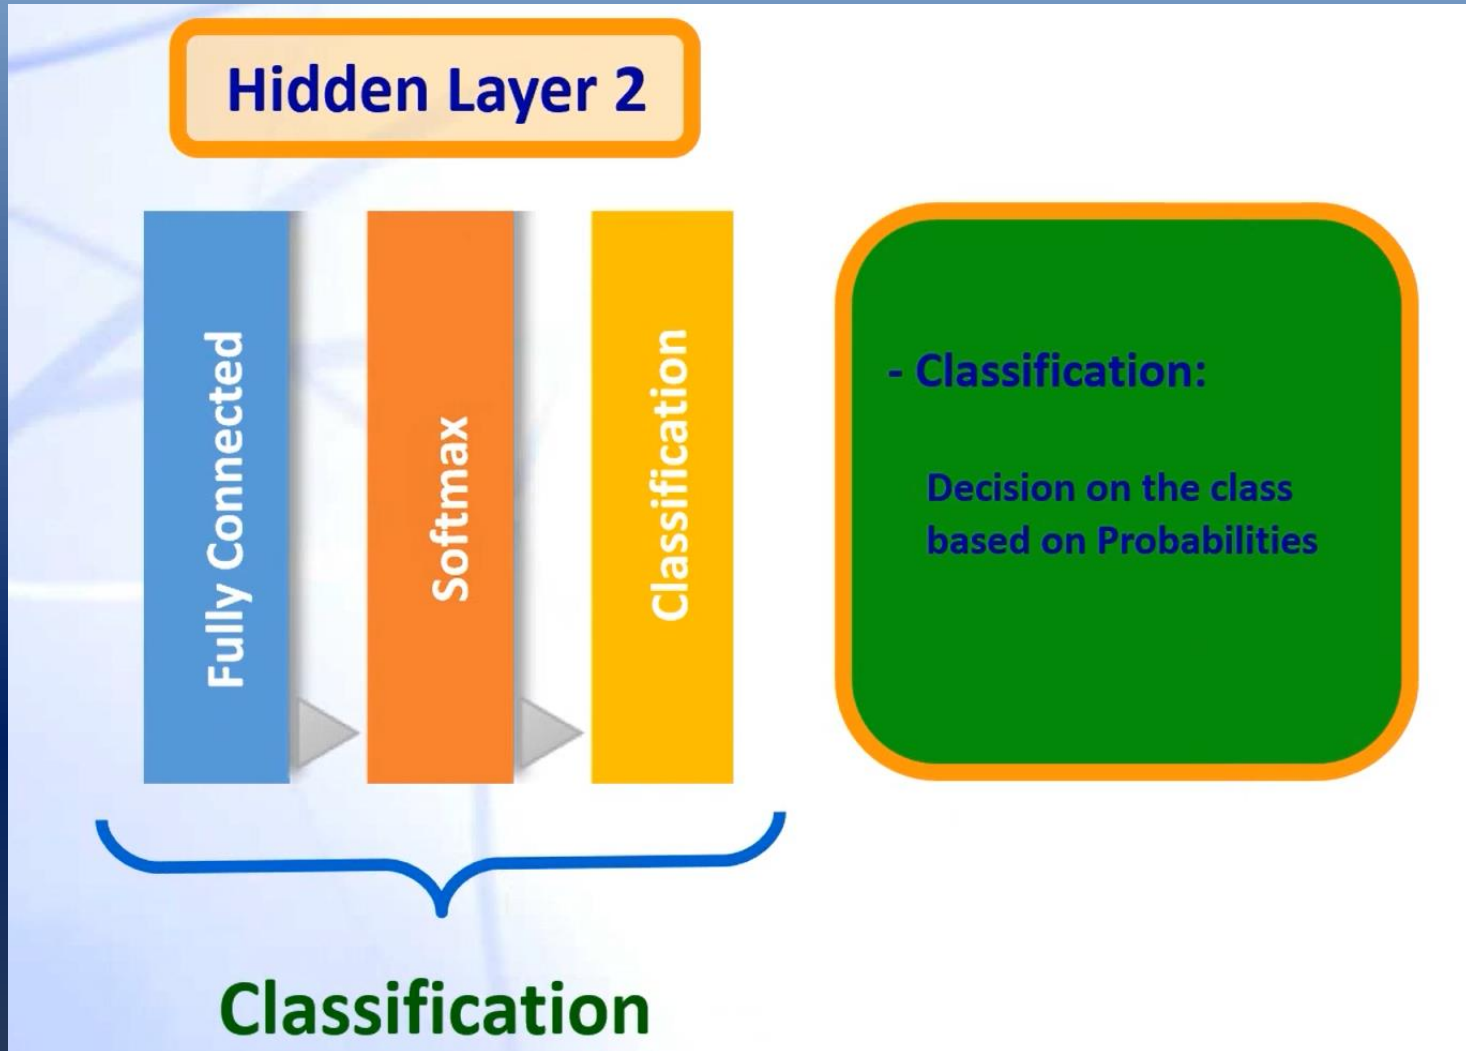 Hidden Layer 2
Fully Connected
Softmax
Classification
- Classification:
Decision on the class
based on Probabilities
Classification